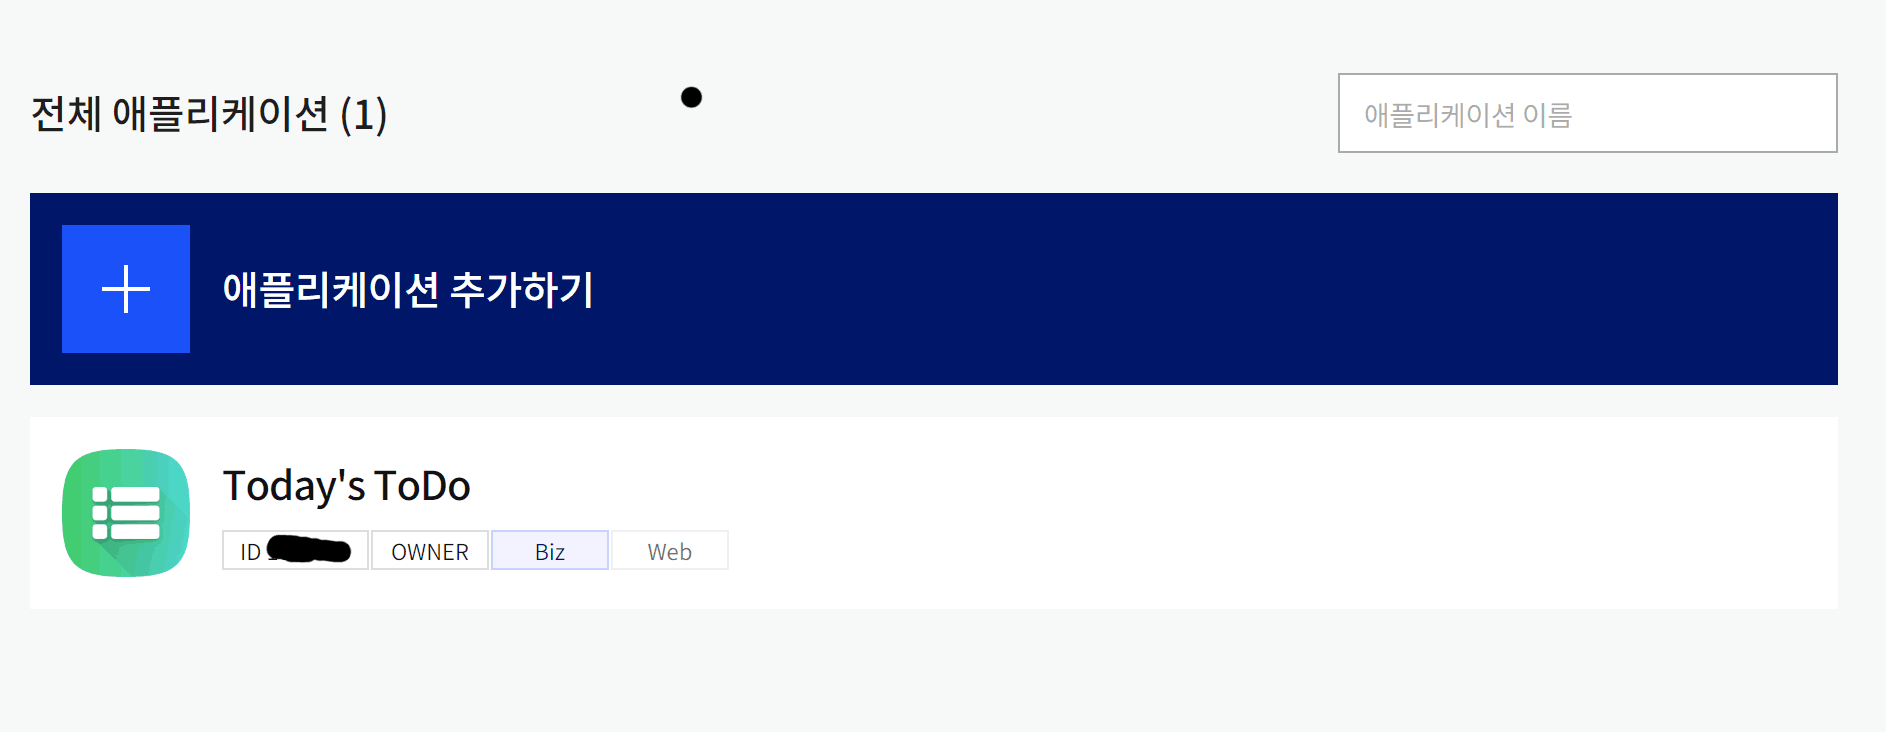 전체 애플리케이션 (1)
애플리케이션 이름
애플리케이션 추가하기
Today's ToDo
ID
OWNER
Biz
Web